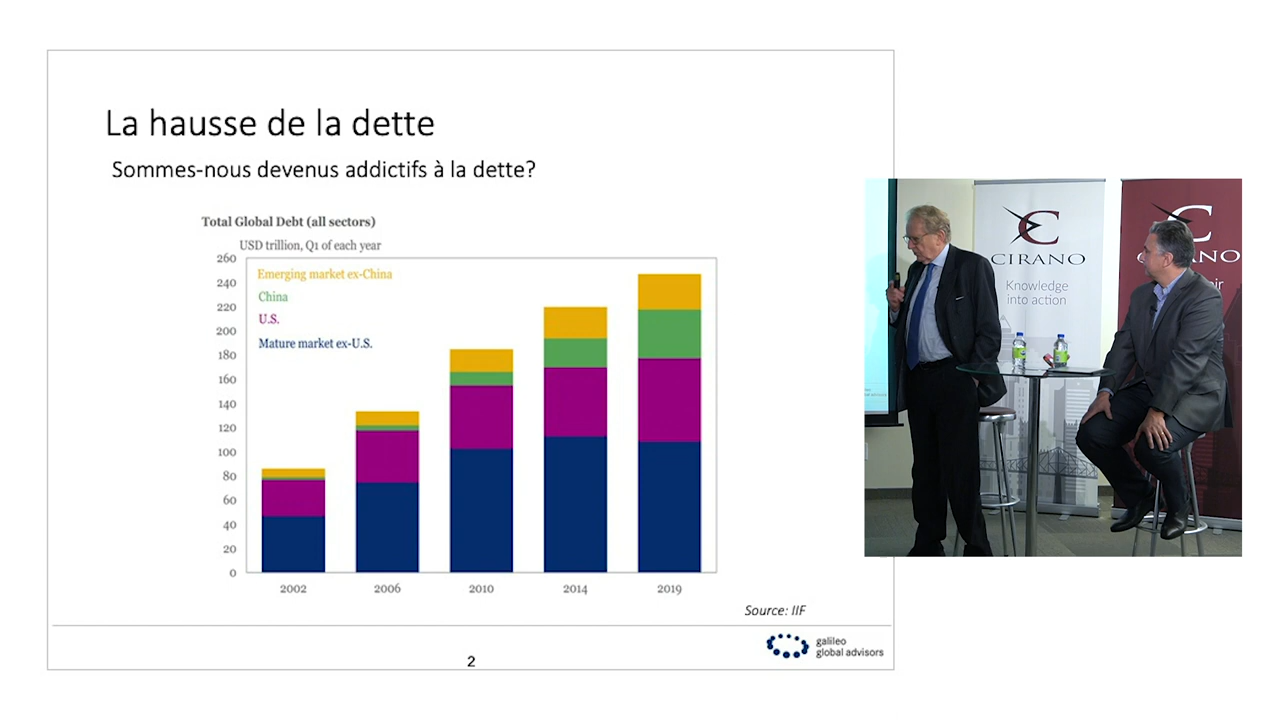 La hausse de la dette
Sommes-nous devenus addictifs à la dette?
Total Global Debt (all sectors)
USD trillion, Q1 of each year
260
240
220
200
180
160
140
120
100
80
60
40
20
0
Emerging market ex-China
China
U.S.
Mature market ex-U.S.
2002
2006
2010
2014
2019
Source: IIF
2
galileo
global advisors
CIRANO
Knowledge
into action